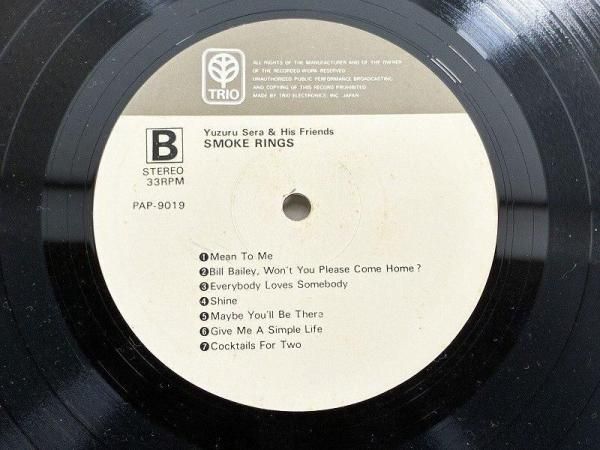 ALL RIGHTS OF THE MANUFACTURER AND OF THE OWNER
OF THE RECORDED WORK RESERVED
UNAUTHORIZED PUBLIC PERFORMANCE BROADCASTING
AND COPYING OF THIS RECORD PROHIBITED
MADE BY TRIO ELECTRONICS, INC. JAPAN
TRIO
Yuzuru Sera & His Friends
SMOKE RINGS
B
STEREO
33RPM
PAP-9019
1 Mean To Me
2 Bill Bailey, Won't You Please Come Home?
3 Everybody Loves Somebody
4 Shine
5 Maybe You'll Be There
6 Give Me A Simple Life
7 Cocktails For Two